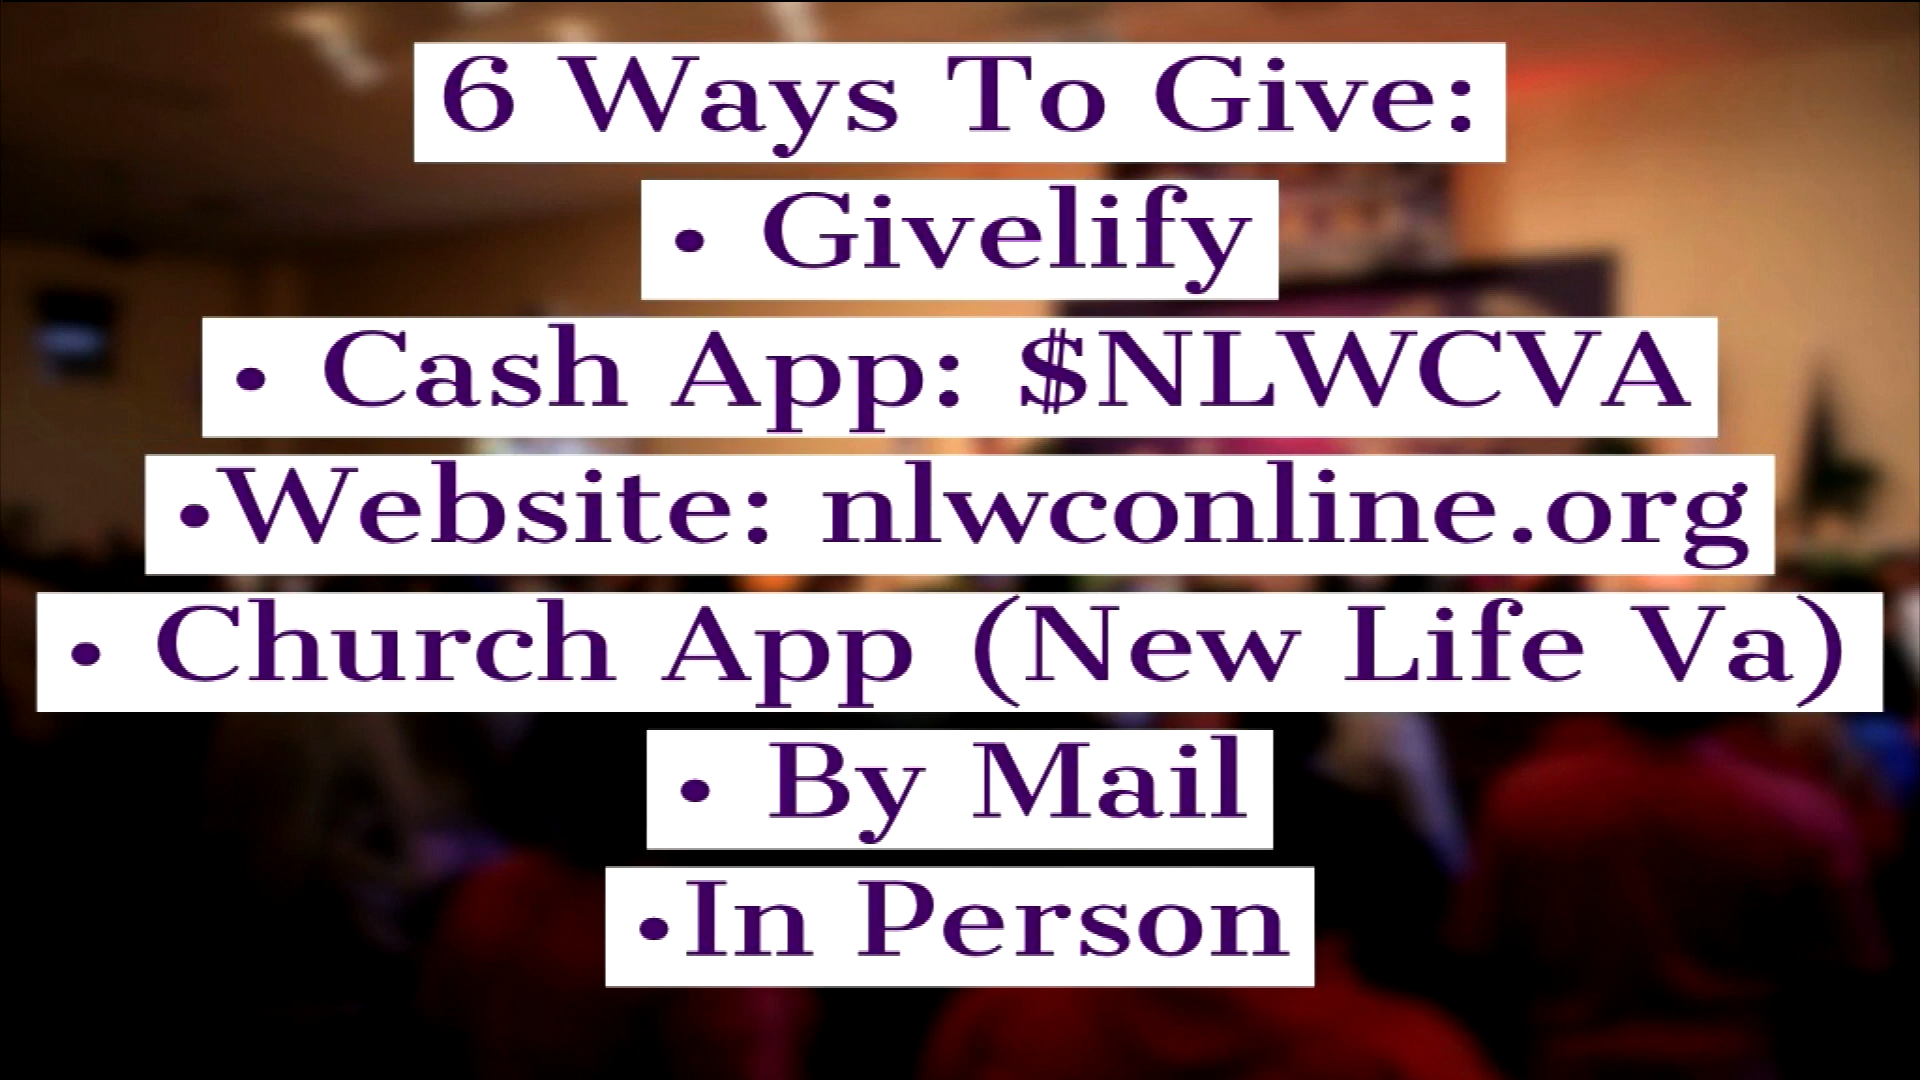 6 Ways To Give:
• Givelify
• Cash App: $NLWCVA
•Website: nlwconline.org
• Church App (New Life Va)
• By Mail
•In Person